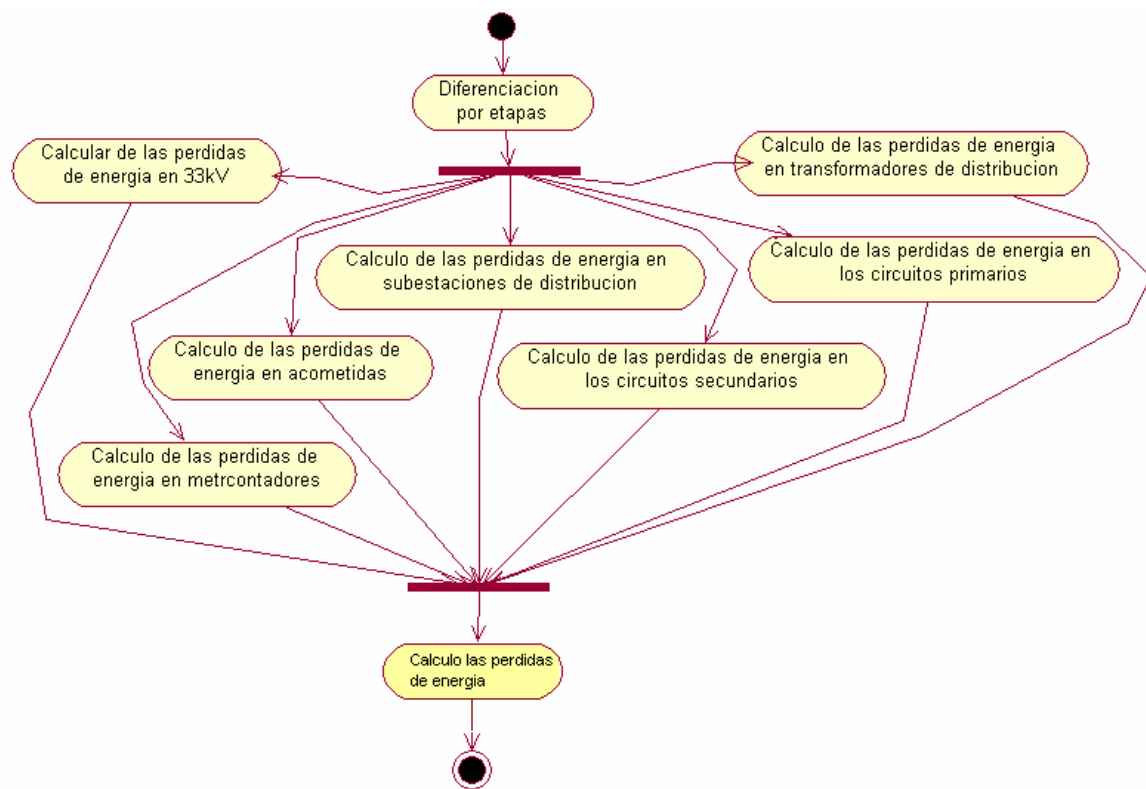 Diferenciacion
por etapas
Calcular de las perdidas
de energia en 33kV
Calculo de las perdidas de energia
en transformadores de distribucion
Calculo de las perdidas de energia en
subestaciones de distribucion
Calculo de las perdidas de energia en
los circuitos primarios
Calculo de las perdidas de
energia en acometidas
Calculo de las perdidas de energia en
los circuitos secundarios
Calculo de las perdidas de
energia en metrcontadores
Calculo las perdidas
de energia